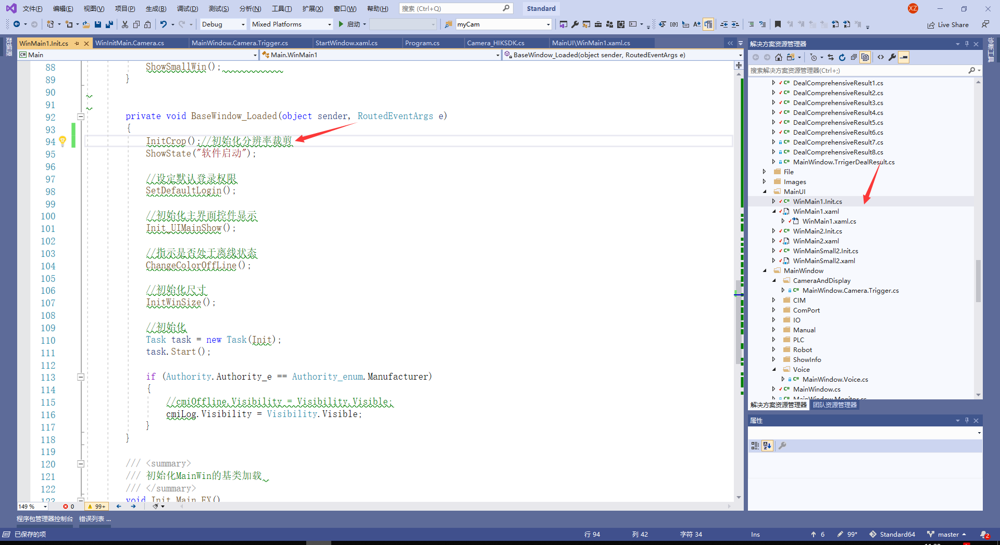 文件(F) 编辑(E) 视图(V) 项目(P) 生成(B) 调试(D) 测试(S) 分析(N) 工具(T) 扩展(X) 窗口(W) 帮助(H) 搜索 (Ctrl+Q) Standard XZ
Debug Mixed Platforms 启动 myCam Live Share
数据源
WinMain1.Init.cs WinInitMain.Camera.cs MainWindow.Camera.Trigger.cs StartWindow.xaml.cs Program.cs Camera_HIKSDK.cs MainUI\WinMain1.xaml.cs
C# Main Main.WinMain1 BaseWindow_Loaded(object sender, RoutedEventArgs e)
88 ShowSmallWin();
89 }
90
91
92 private void BaseWindow_Loaded(object sender, RoutedEventArgs e)
93 {
94 InitCrop();//初始化分辨率裁剪
95 ShowState("软件启动");
96
97 //设定默认登录权限
98 SetDefaultLogin();
99
100 //初始化主界面控件显示
101 Init_UIMainShow();
102
103 //指示是否处于离线状态
104 ChangeColorOffLine();
105
106 //初始化尺寸
107 InitWinSize();
108
109 //初始化
110 Task task = new Task(Init);
111 task.Start();
112
113 if (Authority.Authority_e == Authority_enum.Manufacturer)
114 {
115 //cmiOffline.Visibility = Visibility.Visible;
116 cmiLog.Visibility = Visibility.Visible;
117 }
118 }
119
120 /// <summary>
121 /// 初始化MainWin的基类加载
122 /// </summary>
123 void Init_Main_EX()
149 % 0 99+
解决方案资源管理器
诊断工具
搜索解决方案资源管理器(Ctrl+;)
C# DealComprehensiveResult1.cs
C# DealComprehensiveResult2.cs
C# DealComprehensiveResult3.cs
C# DealComprehensiveResult4.cs
C# DealComprehensiveResult5.cs
C# DealComprehensiveResult6.cs
C# DealComprehensiveResult7.cs
C# DealComprehensiveResult8.cs
C# MainWindow.TrrigerDealResult.cs
File
Images
MainUI
C# WinMain1.Init.cs
WinMain1.xaml
WinMain1.xaml.cs
C# WinMain2.Init.cs
WinMain2.xaml
C# WinMainSmall2.Init.cs
WinMainSmall2.xaml
MainWindow
CameraAndDisplay
C# MainWindow.Camera.Trigger.cs
CIM
ComPort
IO
Manual
PLC
Robot
ShowInfo
Voice
C# MainWindow.Voice.cs
C# MainWindow.cs
C# MainWindow.Monitor.cs
解决方案资源管理器 团队资源管理器
属性
程序包管理器控制台 错误列表 ...
已保存的项 行 94 列 42 字符 34 Ins 6 99* Standard64 master 2